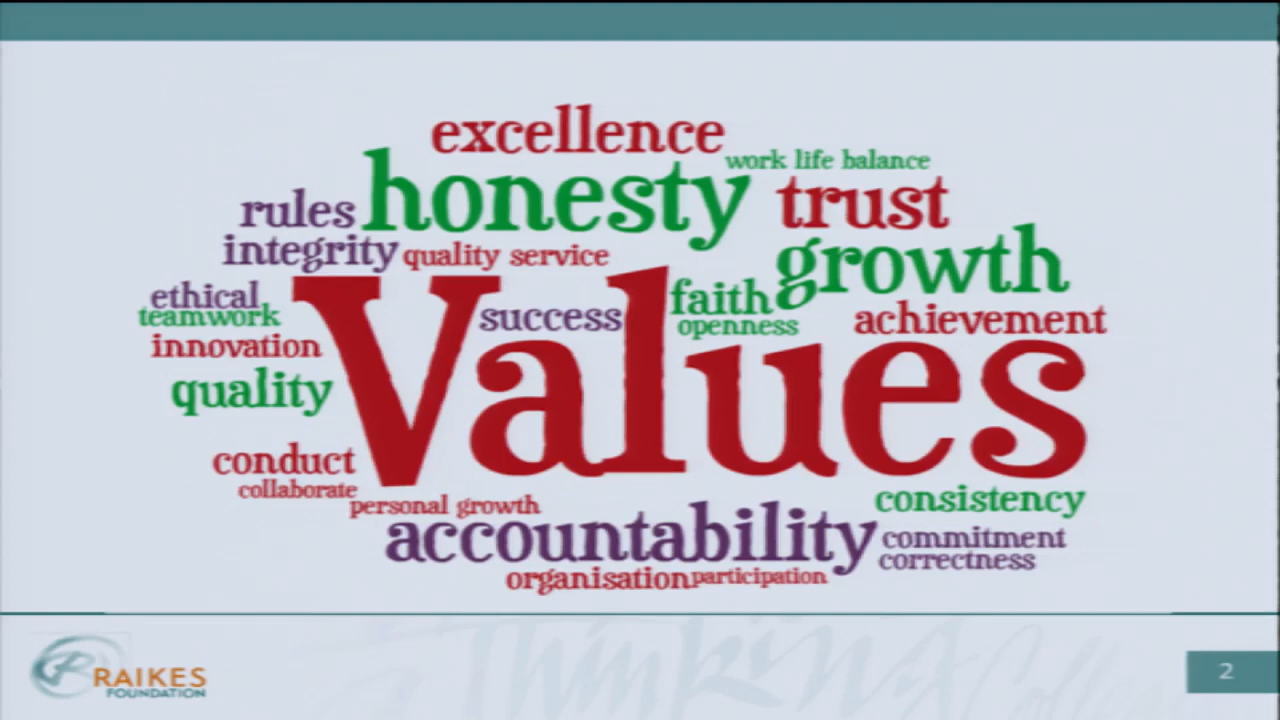 excellence
work life balance
honesty
rules
trust
integrity
quality service
growth
ethical
faith
teamwork
success
openness
achievement
innovation
Values
quality
conduct
collaborate
consistency
personal growth
accountability
commitment
correctness
organisation
participation
Thinking
RAIKES
FOUNDATION
2